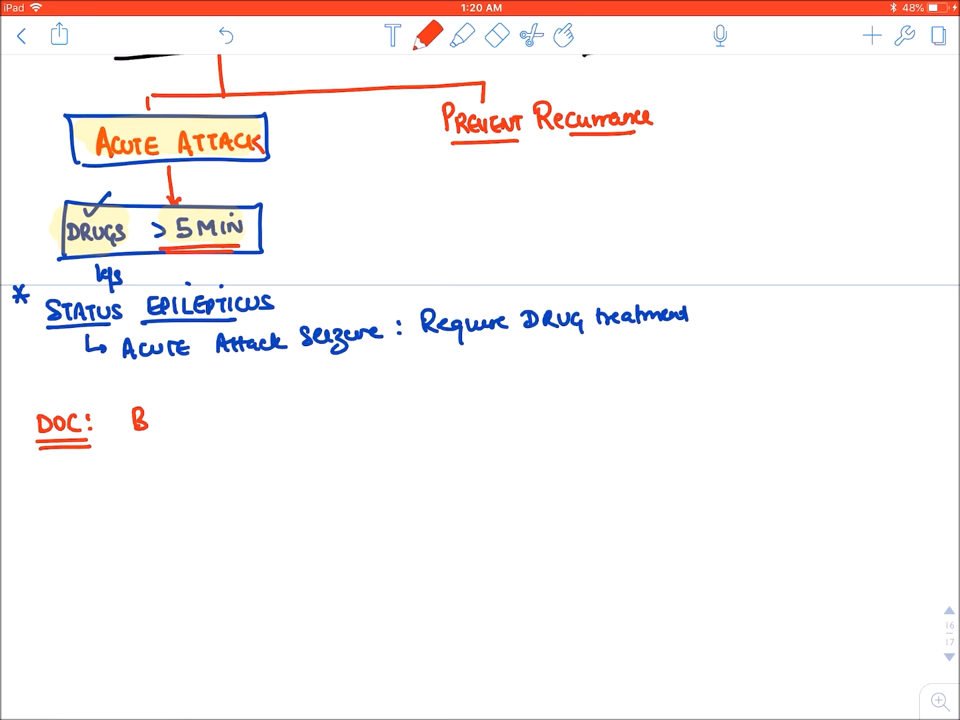 iPad 1:20 AM 48%
T
ACUTE ATTACK
PREVENT Recurrance
DRUGS > 5 MIN
* STATUS EPILEPTICUS
↳ ACUTE Attack Seizure : Require DRUG treatment
DOC: B
16
17